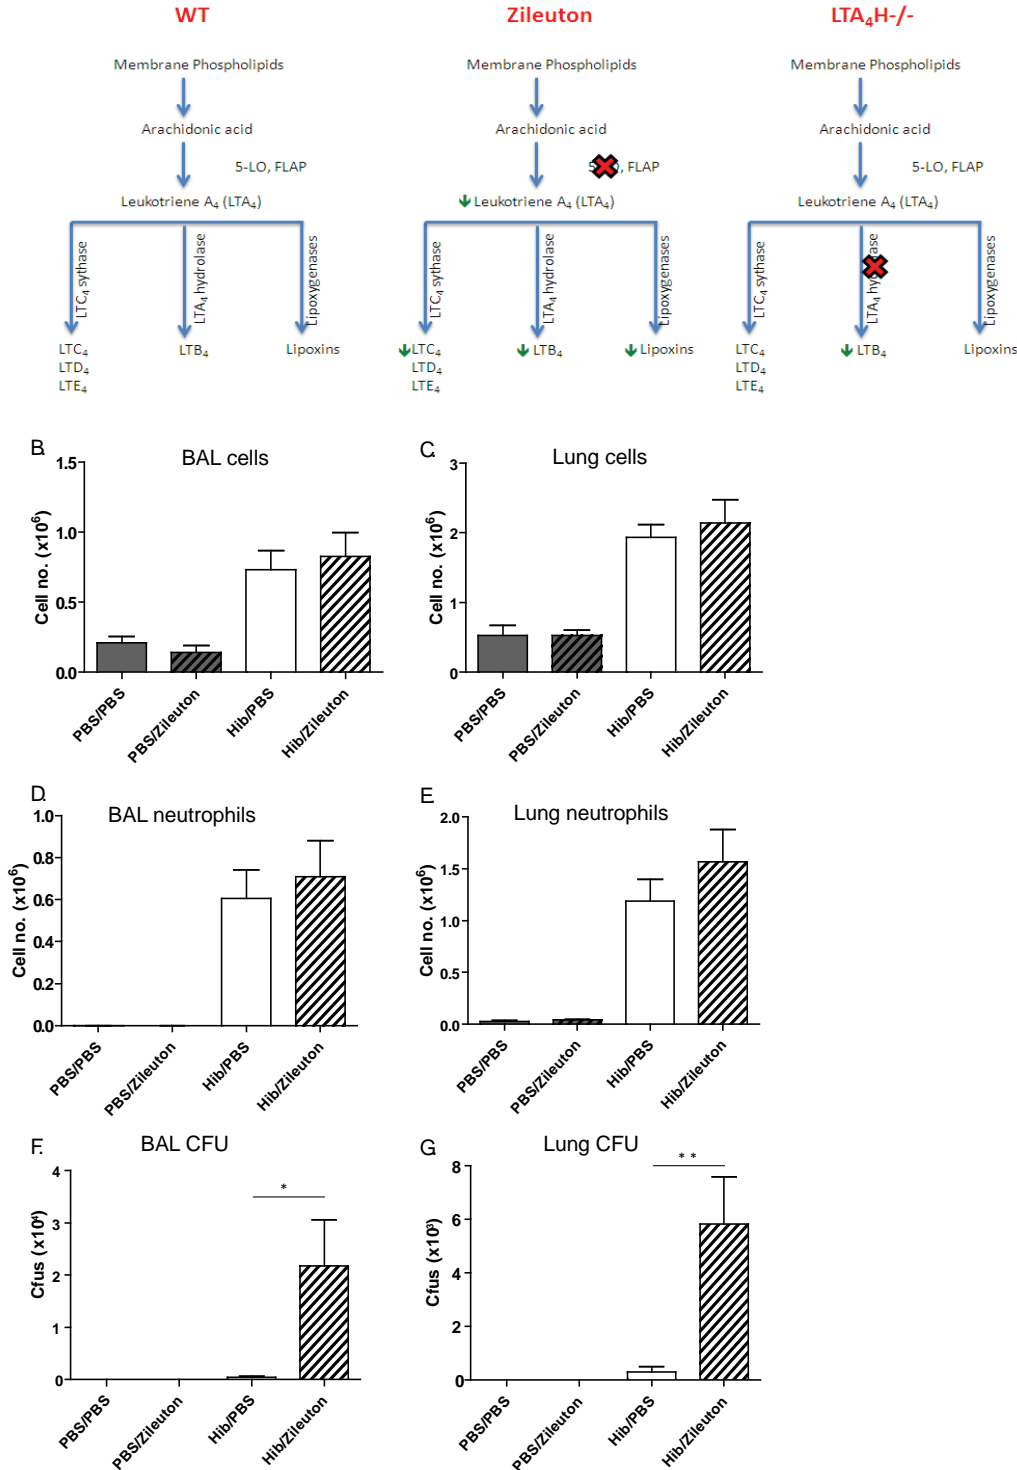 WT
Zileuton
LTA₄H-/-
Membrane Phospholipids
Membrane Phospholipids
Membrane Phospholipids
Arachidonic acid
Arachidonic acid
Arachidonic acid
5-LO, FLAP
FLAP
5-LO, FLAP
Leukotriene A₄ (LTA₄)
Leukotriene A₄ (LTA₄)
Leukotriene A₄ (LTA₄)
LTC₄ sythase
LTA₄ hydrolase
Lipoxygenases
LTC₄ sythase
LTA₄ hydrolase
Lipoxygenases
LTC₄ sythase
LTA₄
Lipoxygenases
LTC₄
LTD₄
LTE₄
LTB₄
Lipoxins
LTC₄
LTD₄
LTE₄
LTB₄
Lipoxins
LTC₄
LTD₄
LTE₄
LTB₄
Lipoxins
B.
BAL cells
Cell no. (x10⁶)
1.5
1.0
0.5
0.0
PBS/PBS
PBS/Zileuton
Hib/PBS
Hib/Zileuton
C.
Lung cells
Cell no. (x10⁶)
3
2
1
0
PBS/PBS
PBS/Zileuton
Hib/PBS
Hib/Zileuton
D.
BAL neutrophils
Cell no. (x10⁶)
1.0
0.8
0.6
0.4
0.2
0.0
PBS/PBS
PBS/Zileuton
Hib/PBS
Hib/Zileuton
E.
Lung neutrophils
Cell no. (x10⁶)
2.0
1.5
1.0
0.5
0.0
PBS/PBS
PBS/Zileuton
Hib/PBS
Hib/Zileuton
F.
BAL CFU
Cfus (x10⁴)
4
3
2
1
0
*
PBS/PBS
PBS/Zileuton
Hib/PBS
Hib/Zileuton
G.
Lung CFU
Cfus (x10³)
8
6
4
2
0
**
PBS/PBS
PBS/Zileuton
Hib/PBS
Hib/Zileuton